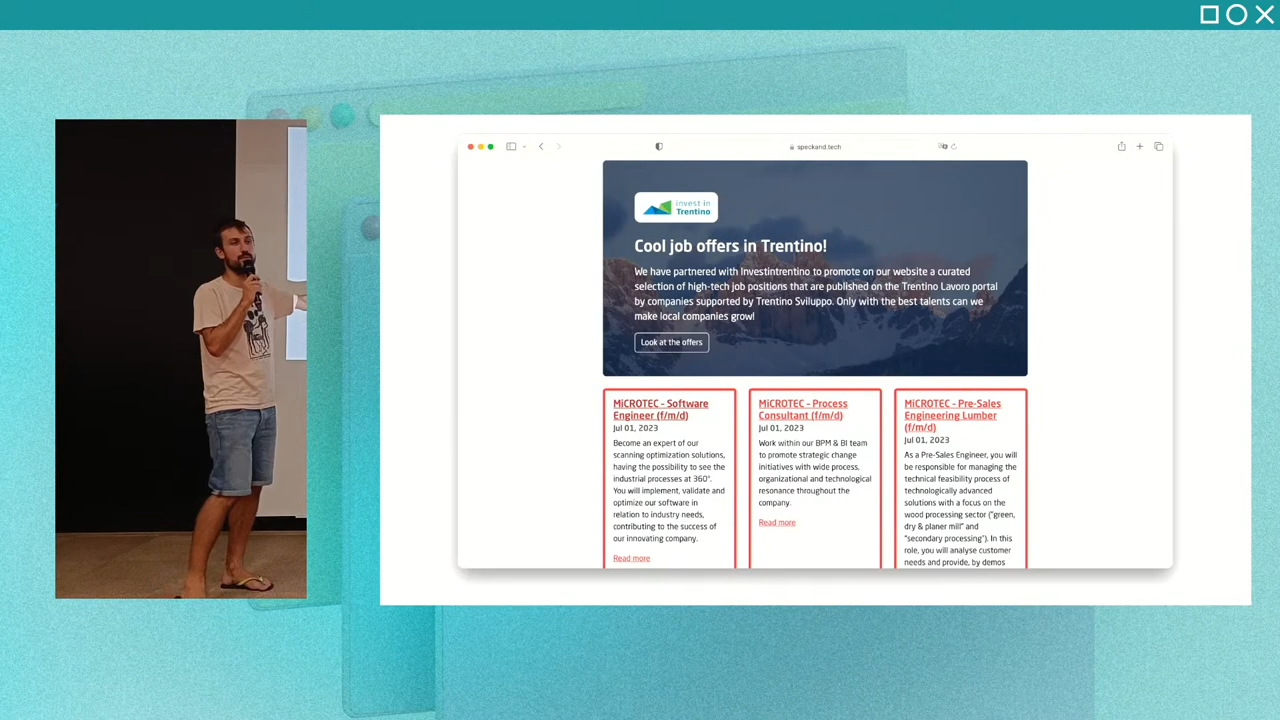 speckand.tech
invest in
Trentino
Cool job offers in Trentino!
We have partnered with Investintrentino to promote on our website a curated
selection of high-tech job positions that are published on the Trentino Lavoro portal
by companies supported by Trentino Sviluppo. Only with the best talents can we
make local companies grow!
Look at the offers
MiCROTEC - Software
Engineer (f/m/d)
Jul 01, 2023
Become an expert of our
scanning optimization solutions,
having the possibility to see the
industrial processes at 360°.
You will implement, validate and
optimize our software in
relation to industry needs,
contributing to the success of
our innovating company.
Read more
MiCROTEC - Process
Consultant (f/m/d)
Jul 01, 2023
Work within our BPM & BI team
to promote strategic change
initiatives with wide process,
organizational and technological
resonance throughout the
company.
Read more
MiCROTEC - Pre-Sales
Engineering Lumber
(f/m/d)
Jul 01, 2023
As a Pre-Sales Engineer, you will
be responsible for managing the
technical feasibility process of
technologically advanced
solutions with a focus on the
wood processing sector ("green,
dry & planer mill" and
"secondary processing"). In this
role, you will analyse customer
needs and provide, by demos